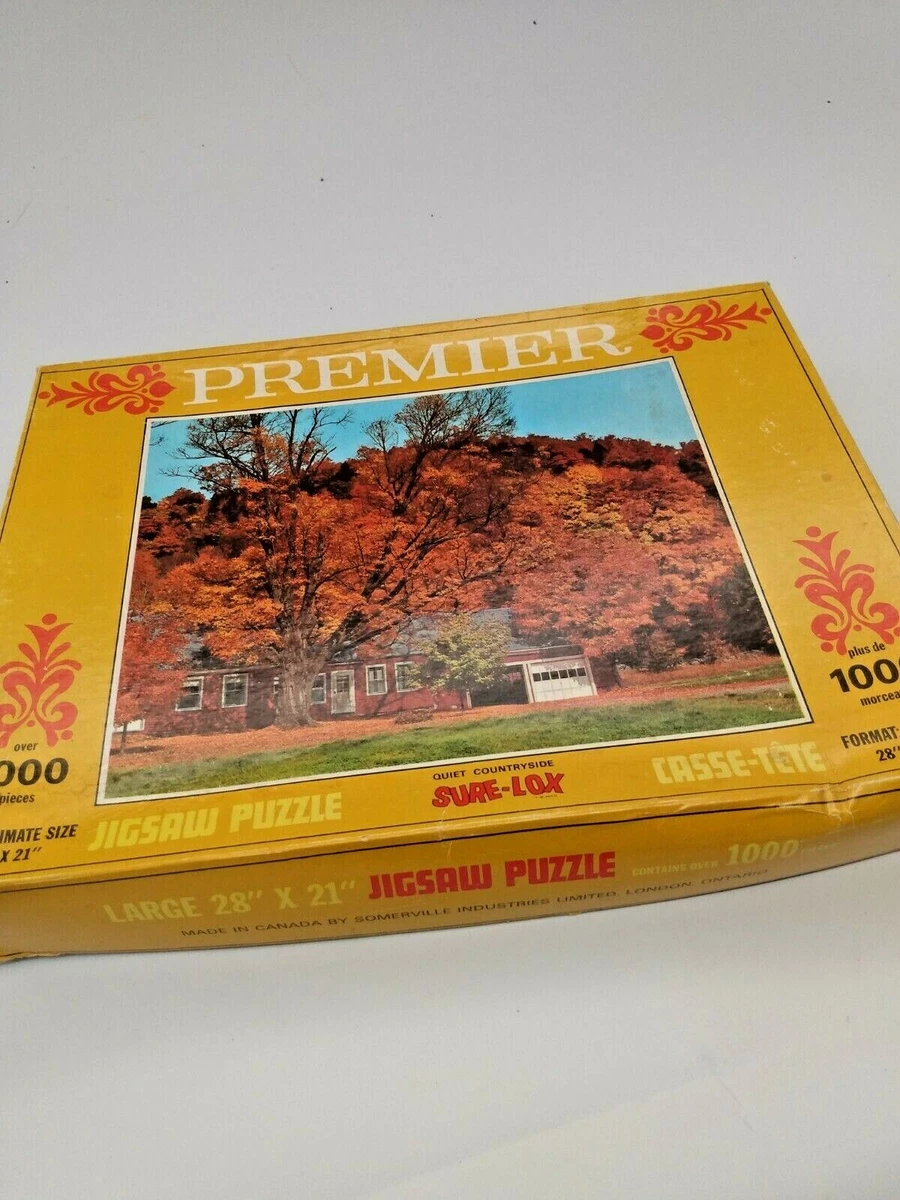 PREMIER
over
000
pieces
IMATE SIZE
X 21"
plus de
100
morcea
FORMAT
28"
QUIET COUNTRYSIDE
SURE-LOX
JIGSAW PUZZLE
CASSE-TÊTE
LARGE 28" X 21" JIGSAW PUZZLE CONTAINS OVER 1000
MADE IN CANADA BY SOMERVILLE INDUSTRIES LIMITED, LONDON, ONTARIO